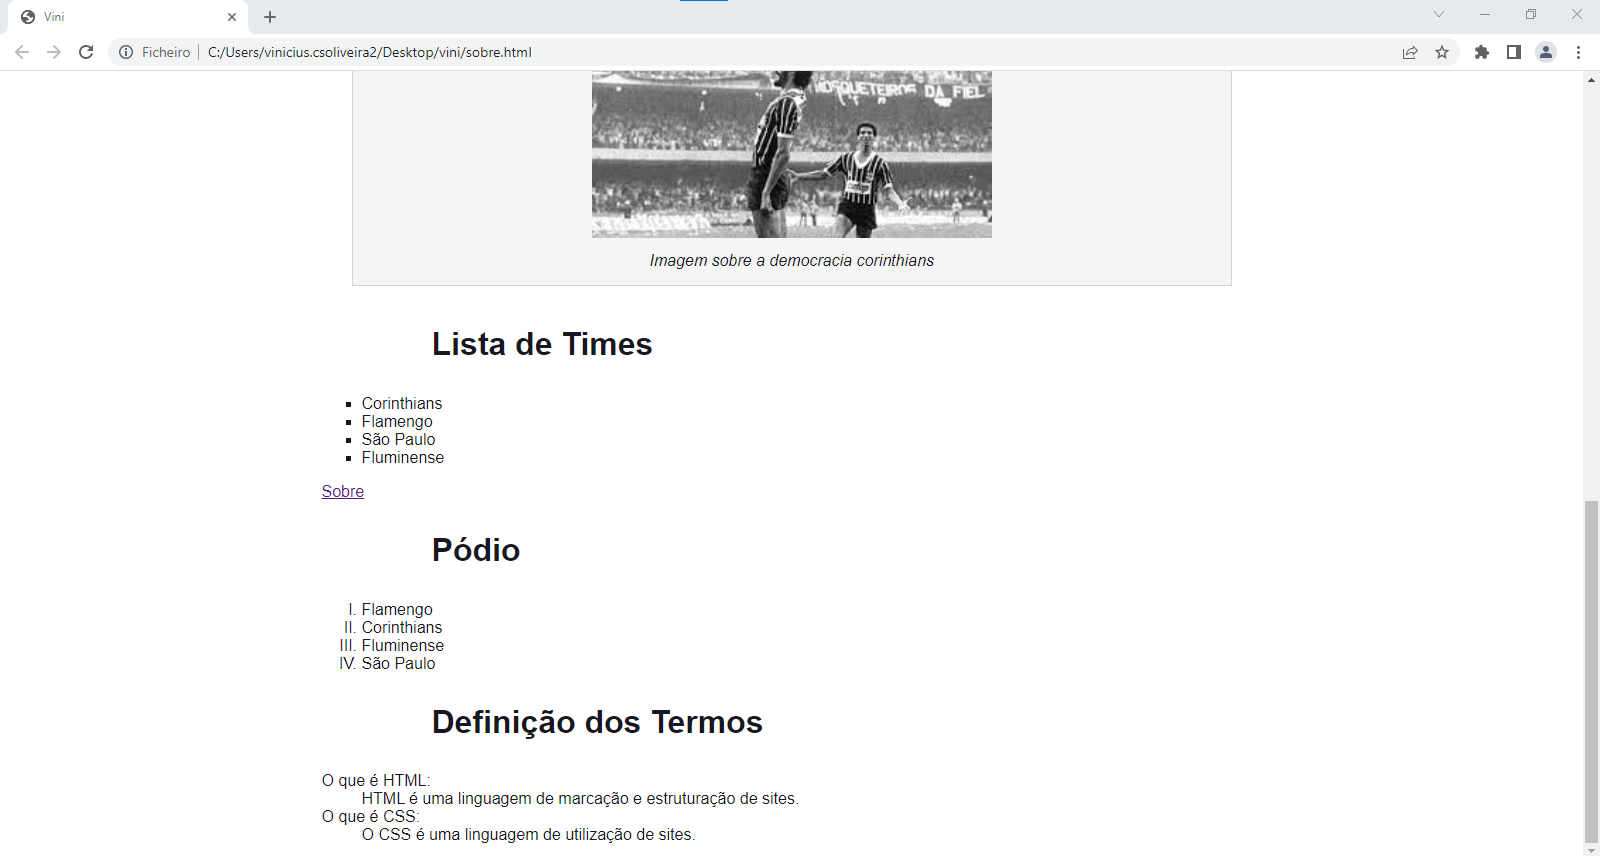 Vini
Ficheiro
C:/Users/vinicius.csoliveira2/Desktop/vini/sobre.html
MOSQUETEIROS DA FIEL
Imagem sobre a democracia corinthians
Lista de Times
Corinthians
Flamengo
São Paulo
Fluminense
Sobre
Pódio
I. Flamengo
II. Corinthians
III. Fluminense
IV. São Paulo
Definição dos Termos
O que é HTML:
HTML é uma linguagem de marcação e estruturação de sites.
O que é CSS:
O CSS é uma linguagem de utilização de sites.